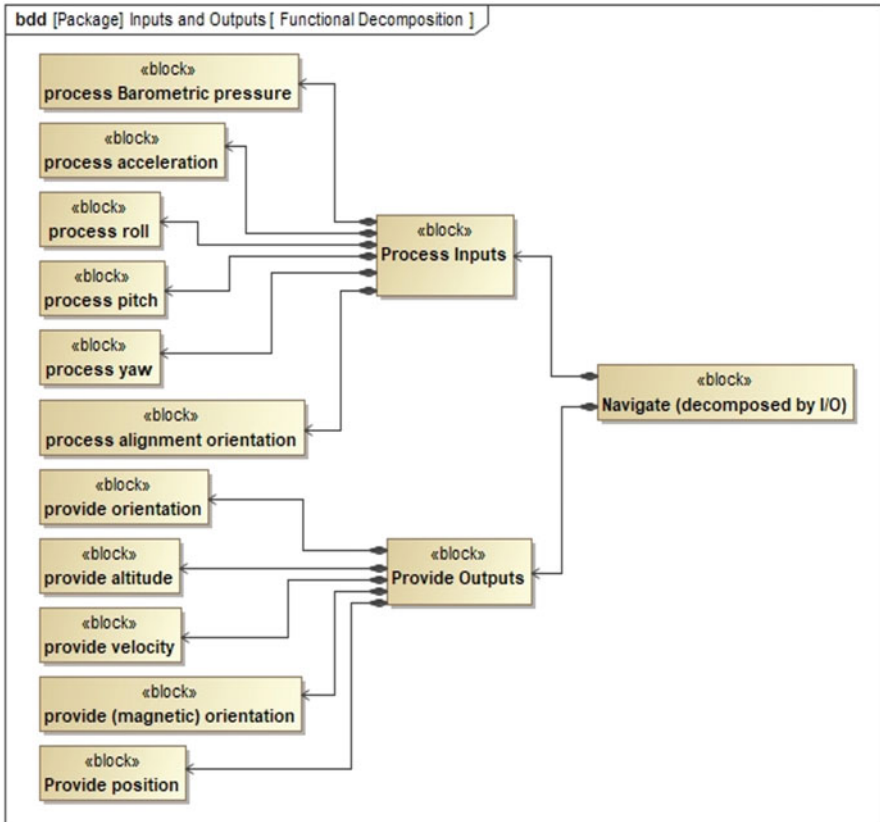 bdd [Package] Inputs and Outputs [ Functional Decomposition ]
«block»
process Barometric pressure
«block»
process acceleration
«block»
process roll
«block»
process pitch
«block»
process yaw
«block»
process alignment orientation
«block»
provide orientation
«block»
provide altitude
«block»
provide velocity
«block»
provide (magnetic) orientation
«block»
Provide position
«block»
Process Inputs
«block»
Provide Outputs
«block»
Navigate (decomposed by I/O)